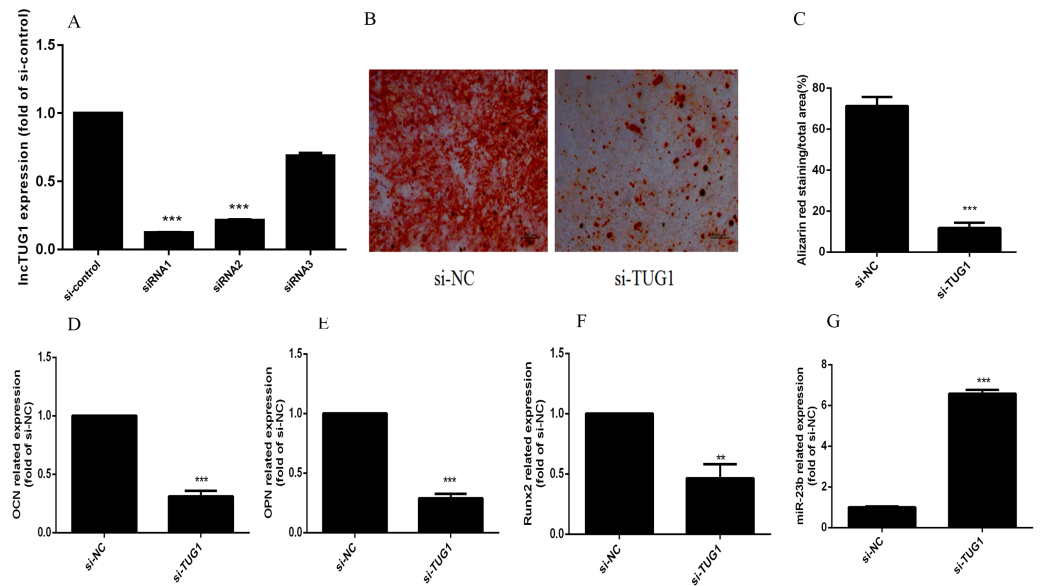 A
lncTUG1 expression (fold of si-control)
1.5
1.0
0.5
0.0
***
***
si-control
siRNA1
siRNA2
siRNA3
B
si-NC
si-TUG1
C
Alizarin red staining/total area(%)
80
60
40
20
0
***
si-NC
si-TUG1
D
OCN related expression
(fold of si-NC)
1.5
1.0
0.5
0.0
***
si-NC
si-TUG1
E
OPN related expression
(fold of si-NC)
1.5
1.0
0.5
0.0
***
si-NC
si-TUG1
F
Runx2 related expression
(fold of si-NC)
1.5
1.0
0.5
0.0
**
si-NC
si-TUG1
G
miR-23b related expression
(fold of si-NC)
8
6
4
2
0
***
si-NC
si-TUG1